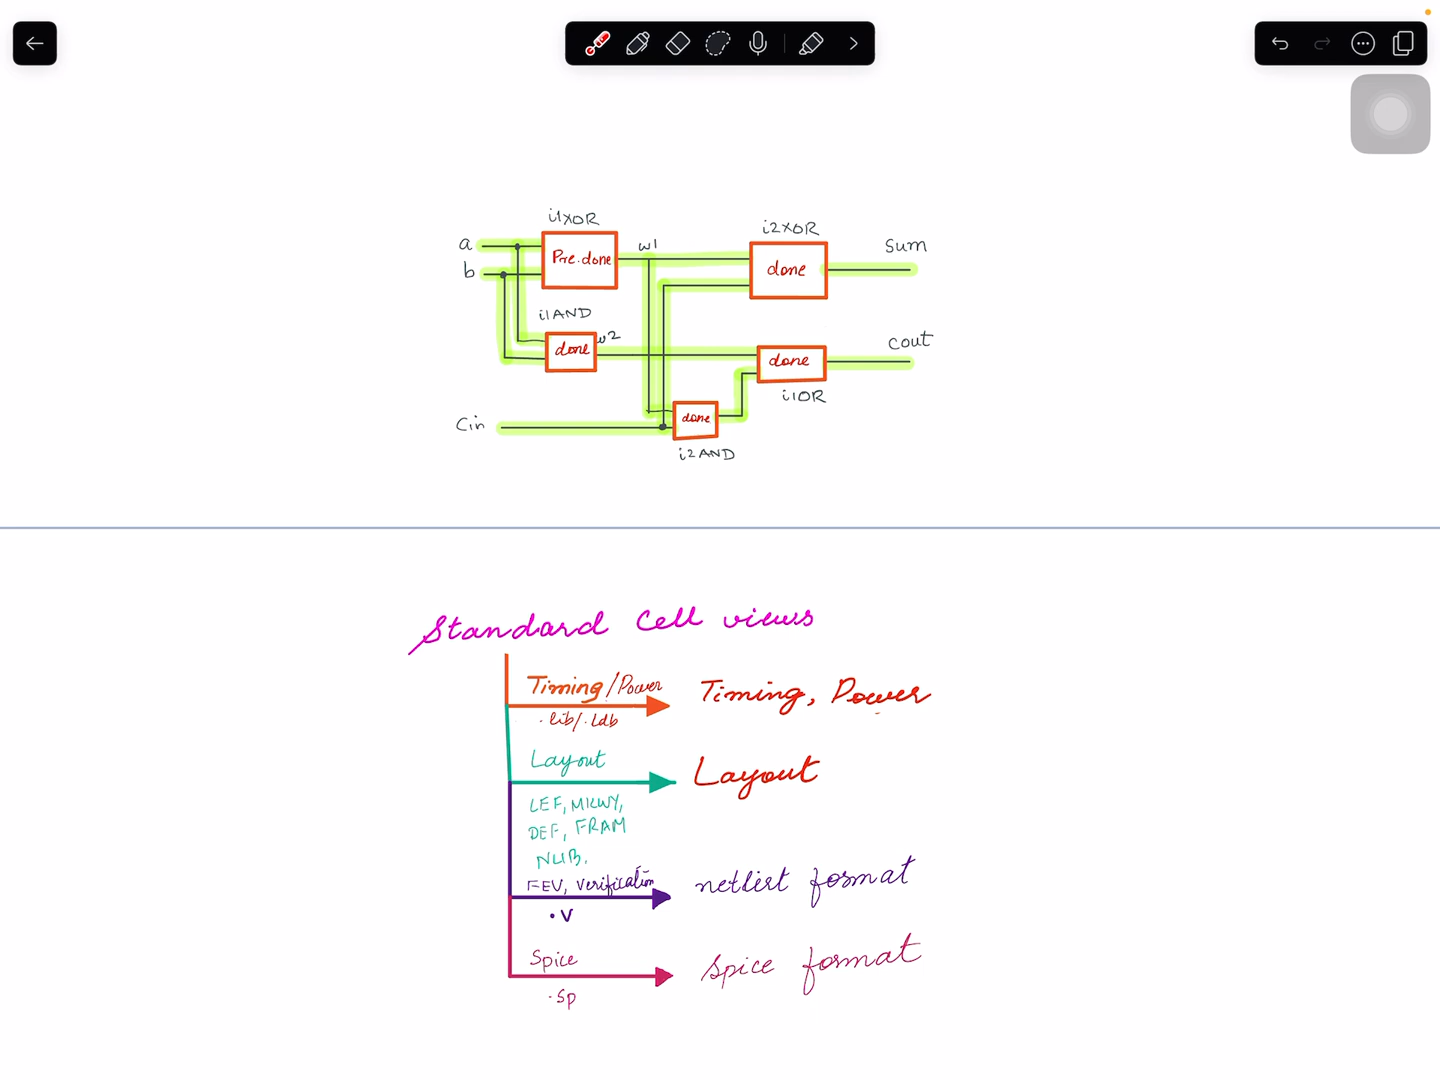 i1XOR
i2XOR
a
Pre.done
w1
done
Sum
b
i1AND
done
w2
done
Cout
i1OR
Cin
done
i2AND
Standard Cell views
Timing/Power
Timing, Power
.lib/.ldb
Layout
Layout
LEF, MILWY,
DEF, FRAM
NLIB.
FEV, Verification
netlist format
.V
Spice
Spice format
.Sp